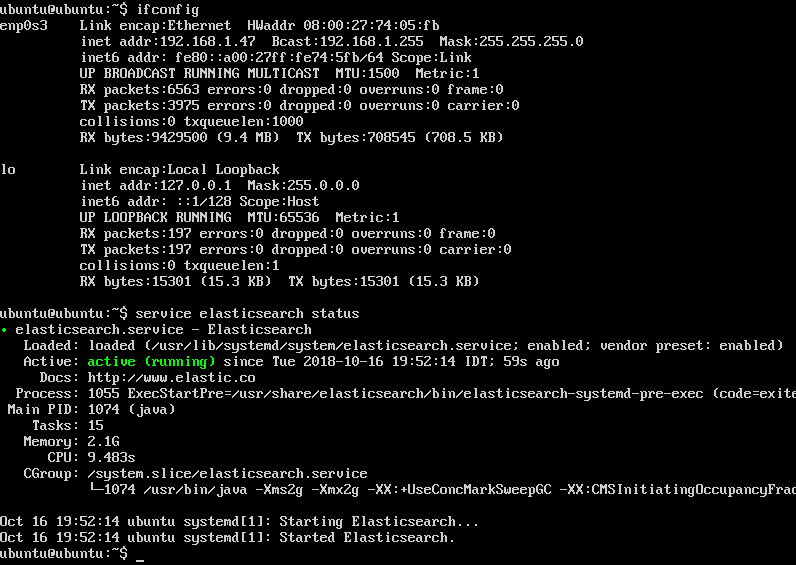 ubuntu@ubuntu:~$ ifconfig
enp0s3    Link encap:Ethernet  HWaddr 08:00:27:74:05:fb
          inet addr:192.168.1.47  Bcast:192.168.1.255  Mask:255.255.255.0
          inet6 addr: fe80::a00:27ff:fe74:5fb/64 Scope:Link
          UP BROADCAST RUNNING MULTICAST  MTU:1500  Metric:1
          RX packets:6563 errors:0 dropped:0 overruns:0 frame:0
          TX packets:3975 errors:0 dropped:0 overruns:0 carrier:0
          collisions:0 txqueuelen:1000
          RX bytes:9429500 (9.4 MB)  TX bytes:708545 (708.5 KB)

lo        Link encap:Local Loopback
          inet addr:127.0.0.1  Mask:255.0.0.0
          inet6 addr: ::1/128 Scope:Host
          UP LOOPBACK RUNNING  MTU:65536  Metric:1
          RX packets:197 errors:0 dropped:0 overruns:0 frame:0
          TX packets:197 errors:0 dropped:0 overruns:0 carrier:0
          collisions:0 txqueuelen:1
          RX bytes:15301 (15.3 KB)  TX bytes:15301 (15.3 KB)

ubuntu@ubuntu:~$ service elasticsearch status
• elasticsearch.service - Elasticsearch
   Loaded: loaded (/usr/lib/systemd/system/elasticsearch.service; enabled; vendor preset: enabled)
   Active: active (running) since Tue 2018-10-16 19:52:14 IDT; 59s ago
     Docs: http://www.elastic.co
  Process: 1055 ExecStartPre=/usr/share/elasticsearch/bin/elasticsearch-systemd-pre-exec (code=exite
 Main PID: 1074 (java)
    Tasks: 15
   Memory: 2.1G
      CPU: 9.483s
   CGroup: /system.slice/elasticsearch.service
           └─1074 /usr/bin/java -Xms2g -Xmx2g -XX:+UseConcMarkSweepGC -XX:CMSInitiatingOccupancyFrac

Oct 16 19:52:14 ubuntu systemd[1]: Starting Elasticsearch...
Oct 16 19:52:14 ubuntu systemd[1]: Started Elasticsearch.
ubuntu@ubuntu:~$ _